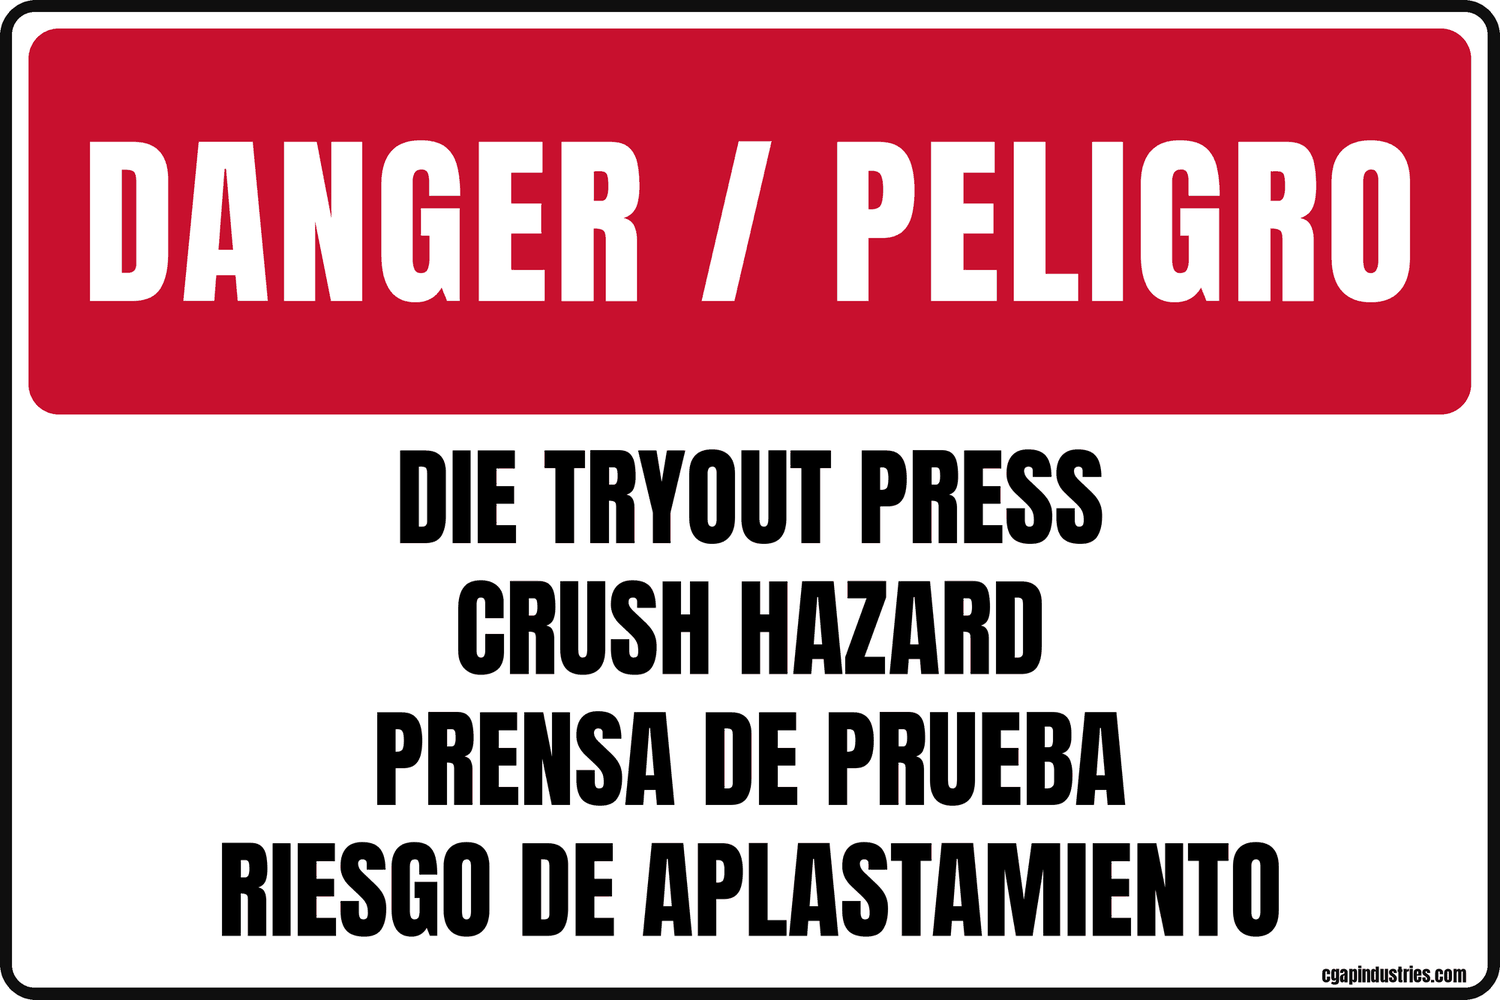 DANGER / PELIGRO
DIE TRYOUT PRESS
CRUSH HAZARD
PRENSA DE PRUEBA
RIESGO DE APLASTAMIENTO
cgapindustries.com